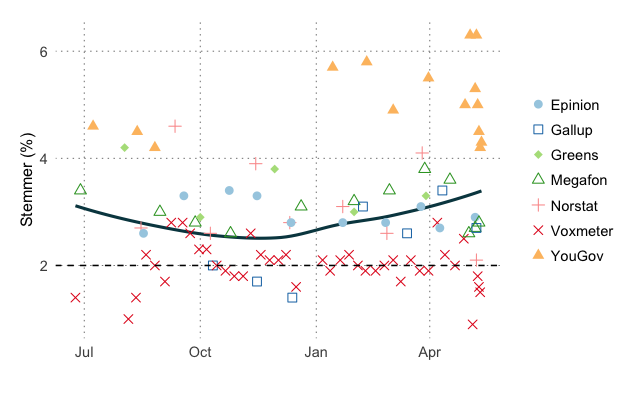 Stemmer (%)
6
4
2
Jul
Oct
Jan
Apr
Epinion
Gallup
Greens
Megafon
Norstat
Voxmeter
YouGov